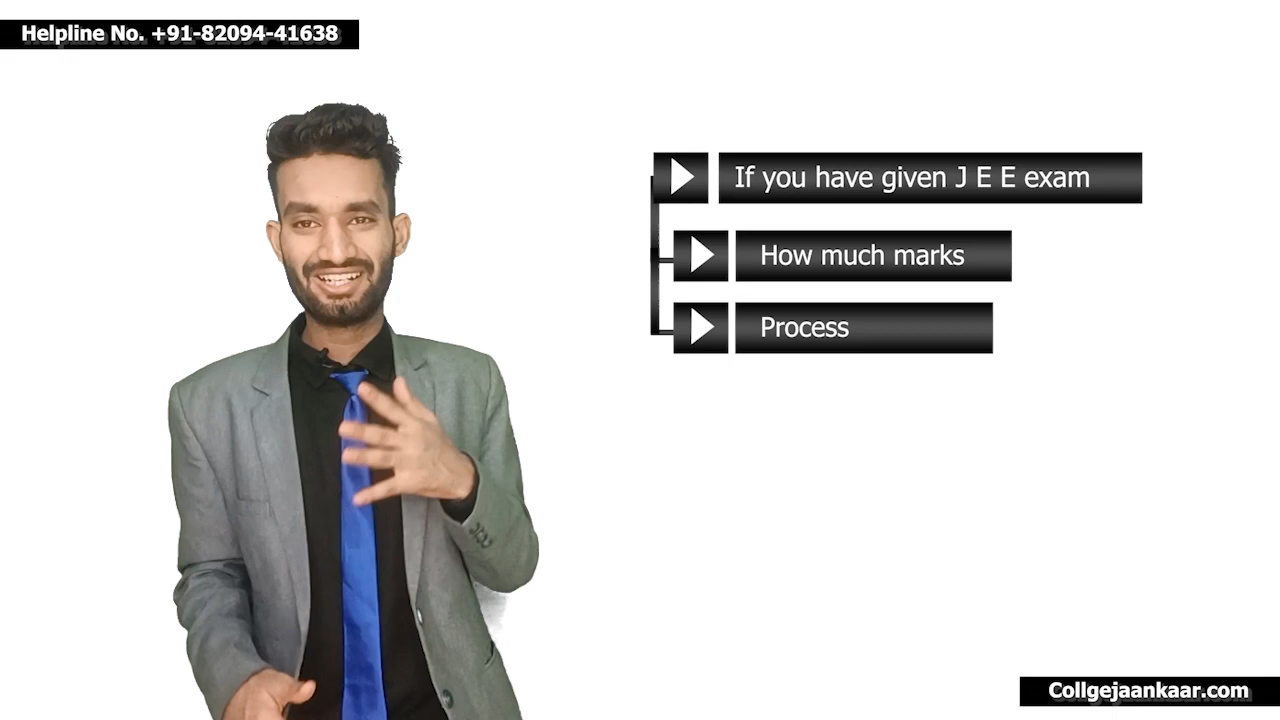 Helpline No. +91-82094-41638
If you have given J E E exam
How much marks
Process
Collgejaankaar.com